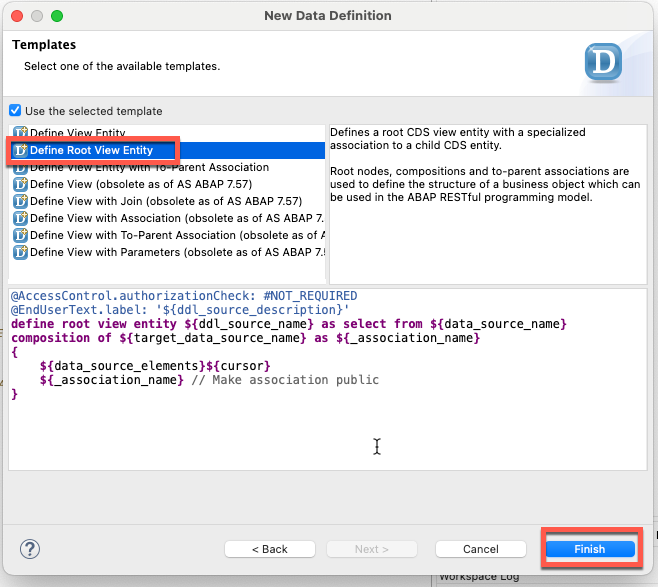 New Data Definition
Templates
Select one of the available templates.
D
Use the selected template
Define View Entity
Define Root View Entity
Define View Entity with To-Parent Association
Define View (obsolete as of AS ABAP 7.57)
Define View with Join (obsolete as of AS ABAP 7.57)
Define View with Association (obsolete as of AS ABAP 7.
Define View with To-Parent Association (obsolete as of A
Define View with Parameters (obsolete as of AS ABAP 7.5
Defines a root CDS view entity with a specialized
association to a child CDS entity.
Root nodes, compositions and to-parent associations are
used to define the structure of a business object which can
be used in the ABAP RESTful programming model.
@AccessControl.authorizationCheck: #NOT_REQUIRED
@EndUserText.label: '${ddl_source_description}'
define root view entity ${ddl_source_name} as select from ${data_source_name}
composition of ${target_data_source_name} as ${_association_name}
{
    ${data_source_elements}${cursor}
    ${_association_name} // Make association public
}
?
< Back
Next >
Cancel
Finish
Workspace Log